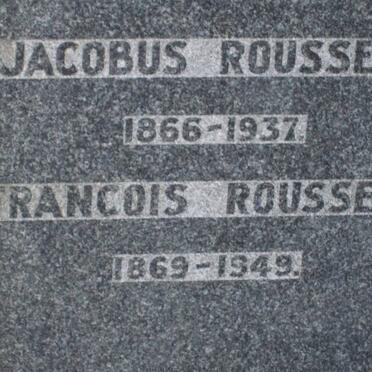 JACOBUS ROUSSE
1866-1937.
RANCOIS ROUSSE
1869-1949.